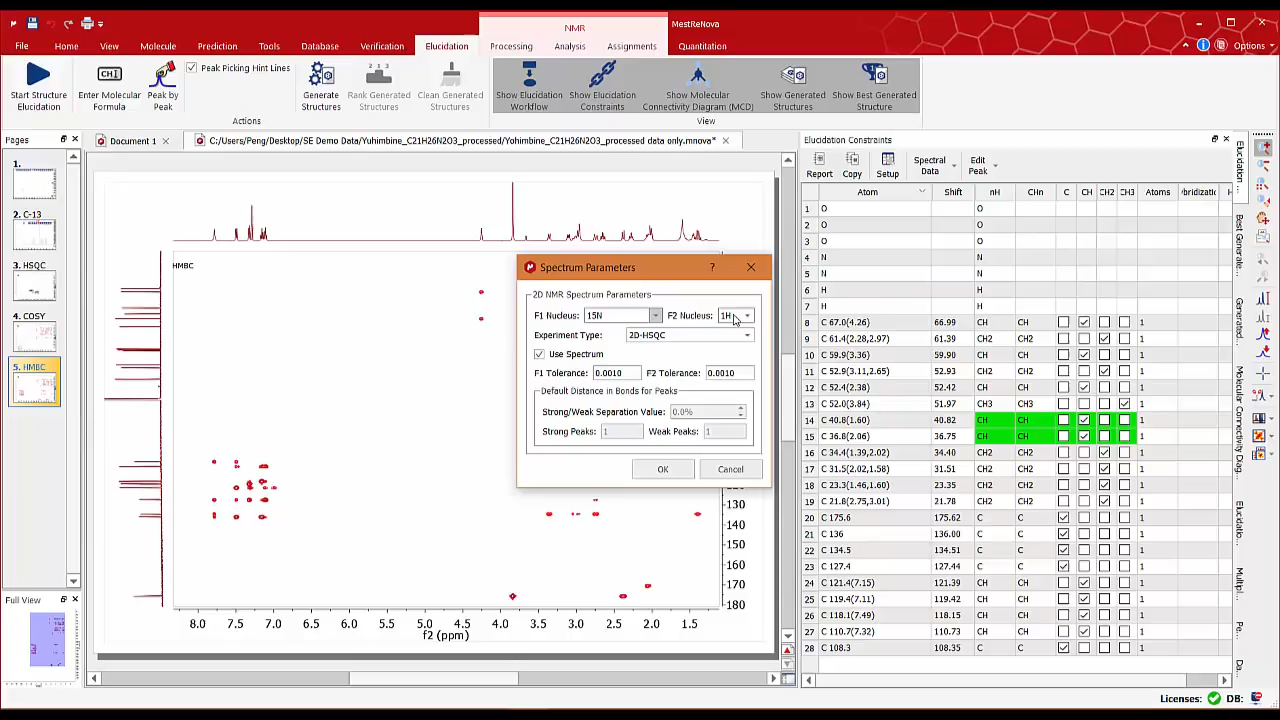 NMR
MestReNova
File Home View Molecule Prediction Tools Database Verification Elucidation Processing Analysis Assignments Quantitation Options
Start Structure Elucidation
Enter Molecular Formula
Peak by Peak
Peak Picking Hint Lines
Generate Structures
Rank Generated Structures
Clean Generated Structures
Actions
Show Elucidation Workflow
Show Elucidation Constraints
Show Molecular Connectivity Diagram (MCD)
Show Generated Structures
Show Best Generated Structure
View
Pages
Document 1
C:/Users/Peng/Desktop/SE Demo Data/Yuhimbine_C21H26N2O3_processed/Yohimbine_C21H26N2O3_processed data only.mnova*
1.
2. C-13
3. HSQC
4. COSY
5. HMBC
Full View
HMBC
130
140
150
160
170
180
8.0 7.5 7.0 6.5 6.0 5.5 5.0 4.5 4.0 3.5 3.0 2.5 2.0 1.5
f2 (ppm)
Spectrum Parameters ?
2D NMR Spectrum Parameters
F1 Nucleus: 15N F2 Nucleus: 1H
Experiment Type: 2D-HSQC
Use Spectrum
F1 Tolerance: 0.0010 F2 Tolerance: 0.0010
Default Distance in Bonds for Peaks
Strong/Weak Separation Value: 0.0%
Strong Peaks: 1 Weak Peaks: 1
OK Cancel
Elucidation Constraints
Report Copy Setup Spectral Data Edit Peak
Atom Shift nH CHn C CH CH2 CH3 Atoms
1 O O
2 O O
3 O O
4 N N
5 N N
6 H H
7 H H
8 C 67.0(4.26) 66.99 CH CH 1
9 C 61.4(2.28,2.97) 61.39 CH2 CH2 1
10 C 59.9(3.36) 59.90 CH CH 1
11 C 52.9(3.11,2.65) 52.93 CH2 CH2 1
12 C 52.4(2.38) 52.42 CH CH 1
13 C 52.0(3.84) 51.97 CH3 CH3 1
14 C 40.8(1.60) 40.82 CH CH 1
15 C 36.8(2.06) 36.75 CH CH 1
16 C 34.4(1.39,2.02) 34.40 CH2 CH2 1
17 C 31.5(2.02,1.58) 31.51 CH2 CH2 1
18 C 23.3(1.46,1.60) 23.35 CH2 CH2 1
19 C 21.8(2.75,3.01) 21.78 CH2 CH2 1
20 C 175.6 175.62 C C 1
21 C 136 136.00 C C 1
22 C 134.5 134.51 C C 1
23 C 127.4 127.44 C C 1
24 C 121.4(7.15) 121.39 CH CH 1
25 C 119.4(7.11) 119.42 CH CH 1
26 C 118.1(7.49) 118.15 CH CH 1
27 C 110.7(7.32) 110.73 CH CH 1
28 C 108.3 108.35 C C 1
Elucidation ...
Best Generate...
Generated...
Molecular Connectivity Diag...
Elucidatio...
Multipl...
Pe...
Da...
Licenses: DB: